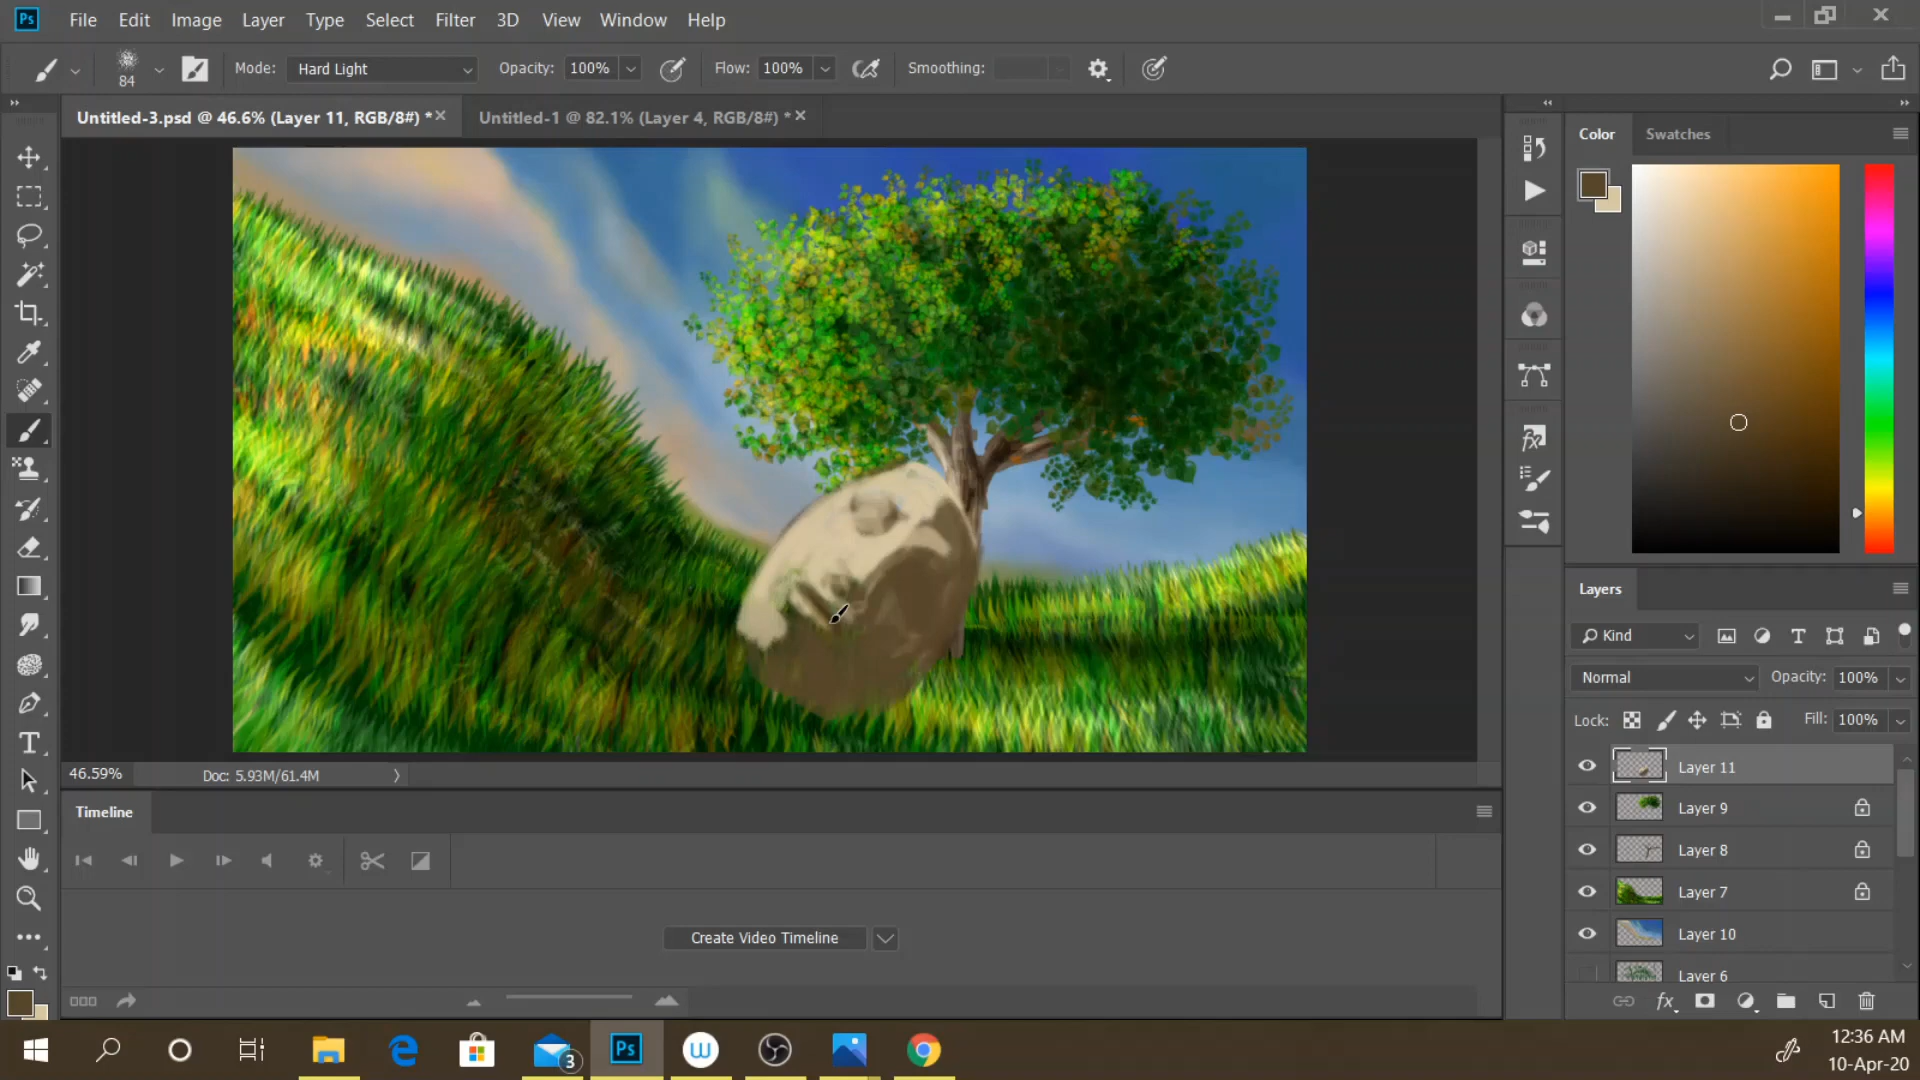 Ps File Edit Image Layer Type Select Filter 3D View Window Help
84 Mode: Hard Light Opacity: 100% Flow: 100% Smoothing:
Untitled-3.psd @ 46.6% (Layer 11, RGB/8#) * Untitled-1 @ 82.1% (Layer 4, RGB/8#) *
Color Swatches
Layers
Kind
Normal Opacity: 100%
Lock: Fill: 100%
Layer 11
Layer 9
Layer 8
Layer 7
Layer 10
Layer 6
fx
46.59% Doc: 5.93M/61.4M
Timeline
Create Video Timeline
3 Ps
12:36 AM
10-Apr-20